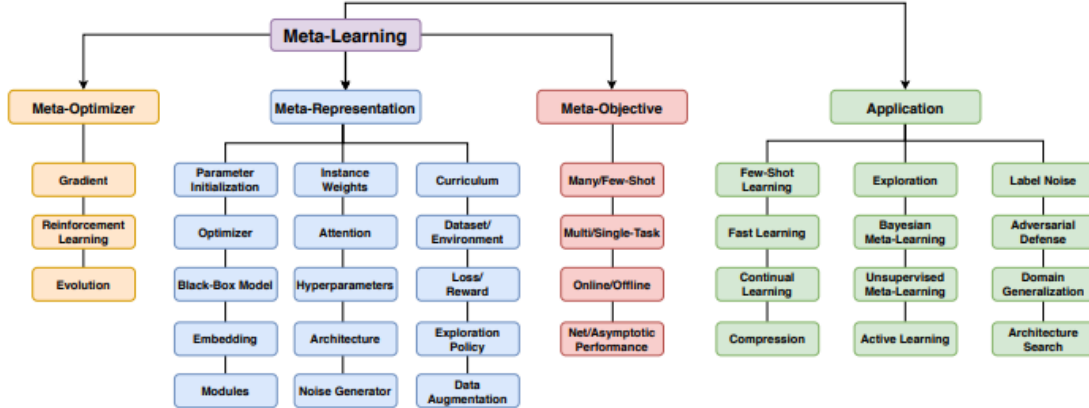 Meta-Learning
Meta-Optimizer
Meta-Representation
Meta-Objective
Application
Gradient
Reinforcement
Learning
Evolution
Parameter
Initialization
Optimizer
Black-Box Model
Embedding
Modules
Instance
Weights
Attention
Hyperparameters
Architecture
Noise Generator
Curriculum
Dataset/
Environment
Loss/
Reward
Exploration
Policy
Data
Augmentation
Many/Few-Shot
Multi/Single-Task
Online/Offline
Net/Asymptotic
Performance
Few-Shot
Learning
Fast Learning
Continual
Learning
Compression
Exploration
Bayesian
Meta-Learning
Unsupervised
Meta-Learning
Active Learning
Label Noise
Adversarial
Defense
Domain
Generalization
Architecture
Search